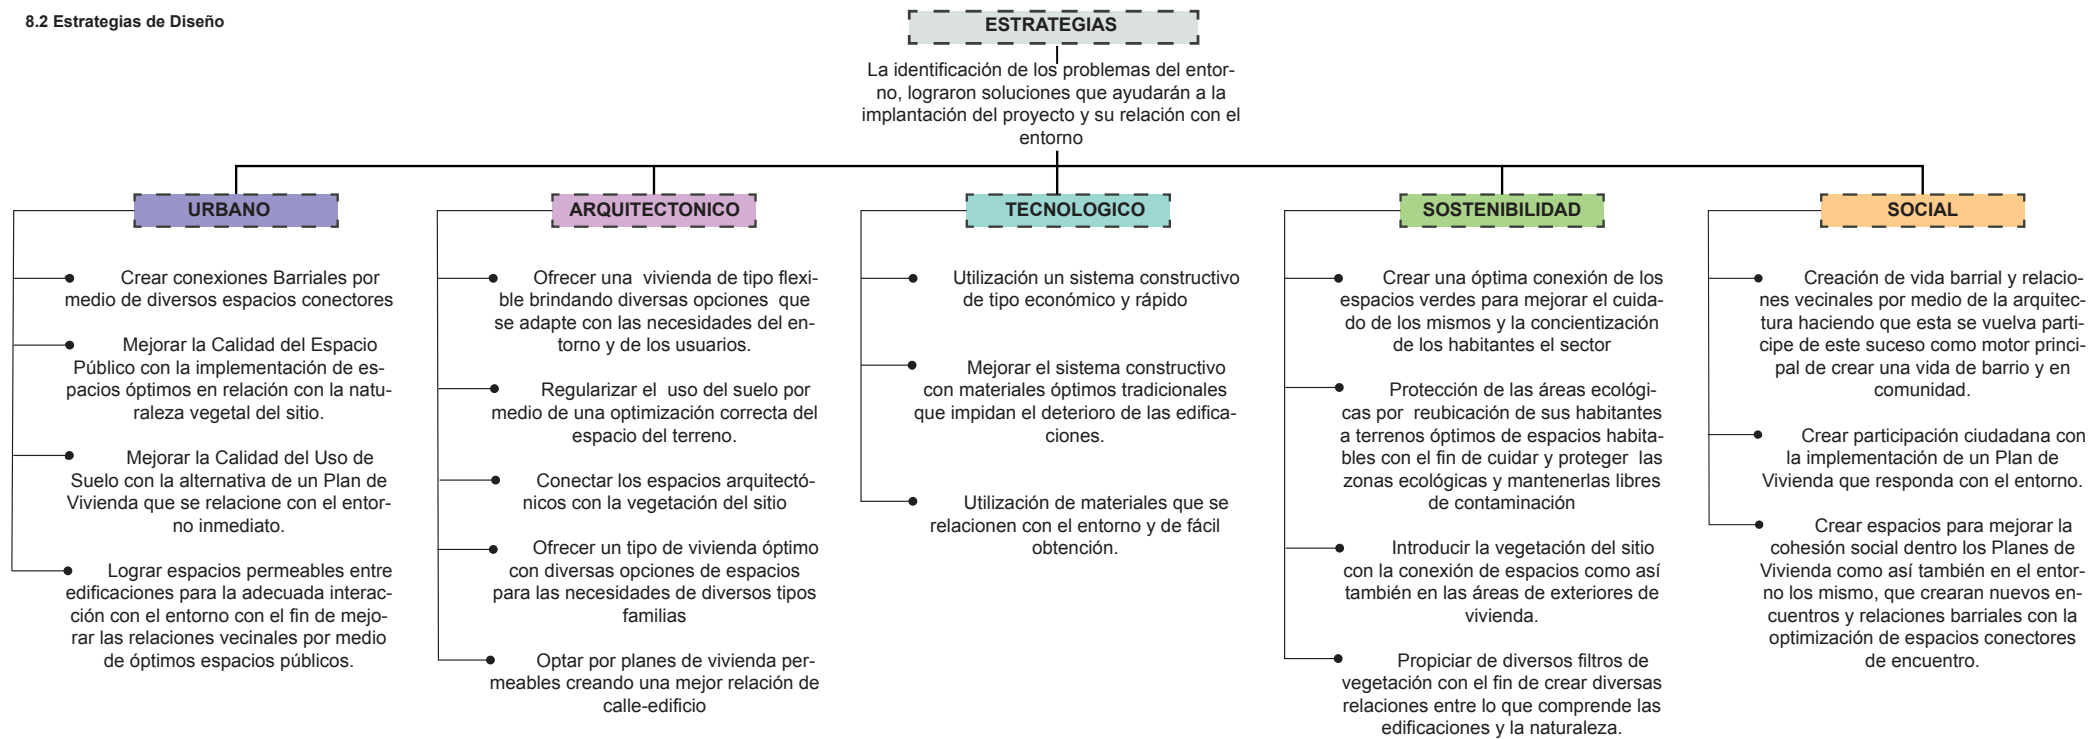 8.2 Estrategias de Diseño
ESTRATEGIAS
La identificación de los problemas del entor-
no, lograron soluciones que ayudarán a la
implantación del proyecto y su relación con el
entorno
URBANO
Crear conexiones Barriales por
medio de diversos espacios conectores
Mejorar la Calidad del Espacio
Público con la implementación de es-
pacios óptimos en relación con la natu-
raleza vegetal del sitio.
Mejorar la Calidad del Uso de
Suelo con la alternativa de un Plan de
Vivienda que se relacione con el entor-
no inmediato.
Lograr espacios permeables entre
edificaciones para la adecuada interac-
ción con el entorno con el fin de mejo-
rar las relaciones vecinales por medio
de óptimos espacios públicos.
ARQUITECTONICO
Ofrecer una vivienda de tipo flexi-
ble brindando diversas opciones que
se adapte con las necesidades del en-
torno y de los usuarios.
Regularizar el uso del suelo por
medio de una optimización correcta del
espacio del terreno.
Conectar los espacios arquitectó-
nicos con la vegetación del sitio
Ofrecer un tipo de vivienda óptimo
con diversas opciones de espacios
para las necesidades de diversos tipos
familias
Optar por planes de vivienda per-
meables creando una mejor relación de
calle-edificio
TECNOLOGICO
Utilización un sistema constructivo
de tipo económico y rápido
Mejorar el sistema constructivo
con materiales óptimos tradicionales
que impidan el deterioro de las edifica-
ciones.
Utilización de materiales que se
relacionen con el entorno y de fácil
obtención.
SOSTENIBILIDAD
Crear una óptima conexión de los
espacios verdes para mejorar el cuida-
do de los mismos y la concientización
de los habitantes el sector
Protección de las áreas ecológi-
cas por reubicación de sus habitantes
a terrenos óptimos de espacios habita-
bles con el fin de cuidar y proteger las
zonas ecológicas y mantenerlas libres
de contaminación
Introducir la vegetación del sitio
con la conexión de espacios como así
también en las áreas de exteriores de
vivienda.
Propiciar de diversos filtros de
vegetación con el fin de crear diversas
relaciones entre lo que comprende las
edificaciones y la naturaleza.
SOCIAL
Creación de vida barrial y relacio-
nes vecinales por medio de la arquitec-
tura haciendo que esta se vuelva parti-
cipe de este suceso como motor princi-
pal de crear una vida de barrio y en
comunidad.
Crear participación ciudadana con
la implementación de un Plan de
Vivienda que responda con el entorno.
Crear espacios para mejorar la
cohesión social dentro los Planes de
Vivienda como así también en el entor-
no los mismo, que crearan nuevos en-
cuentros y relaciones barriales con la
optimización de espacios conectores
de encuentro.